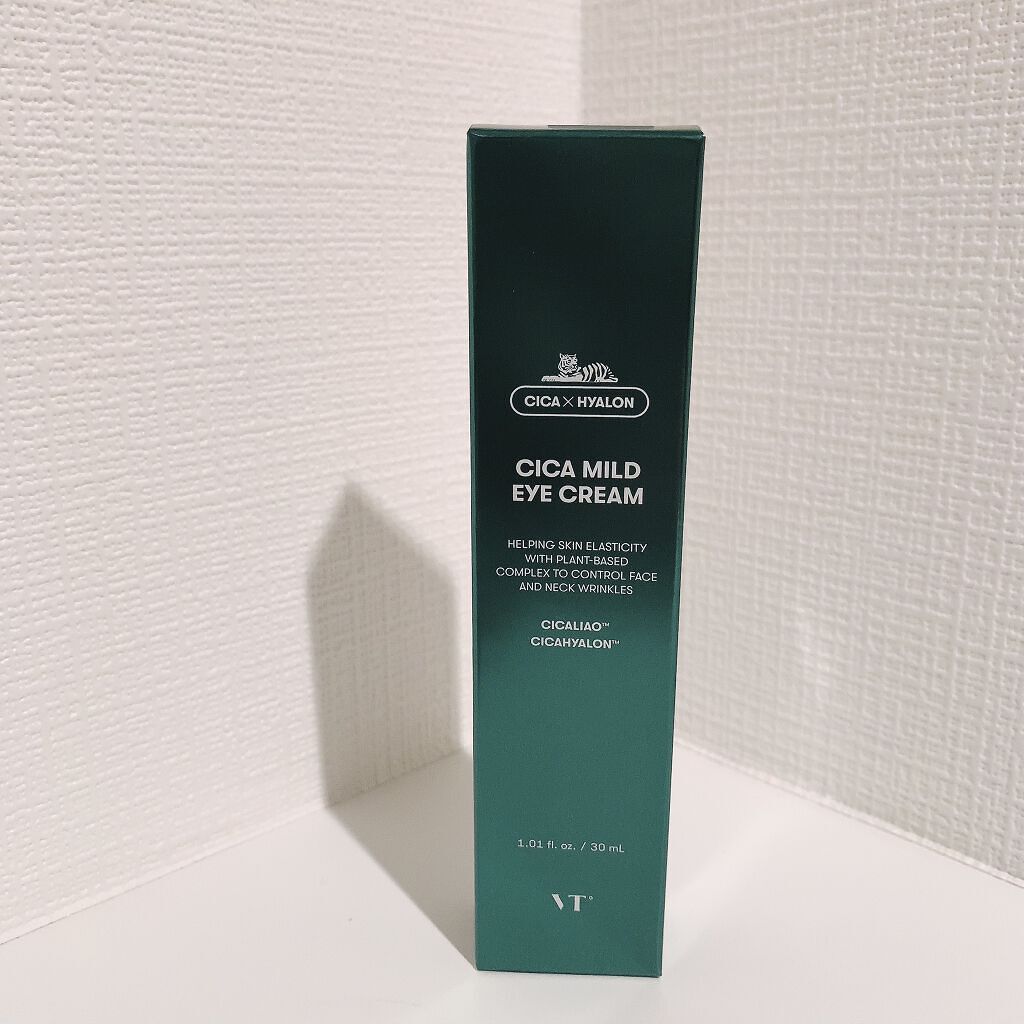 CICA×HYALON
CICA MILD
EYE CREAM
HELPING SKIN ELASTICITY
WITH PLANT-BASED
COMPLEX TO CONTROL FACE
AND NECK WRINKLES
CICALIAO™
CICAHYALON™
1.01 fl. oz. / 30 mL
VT°